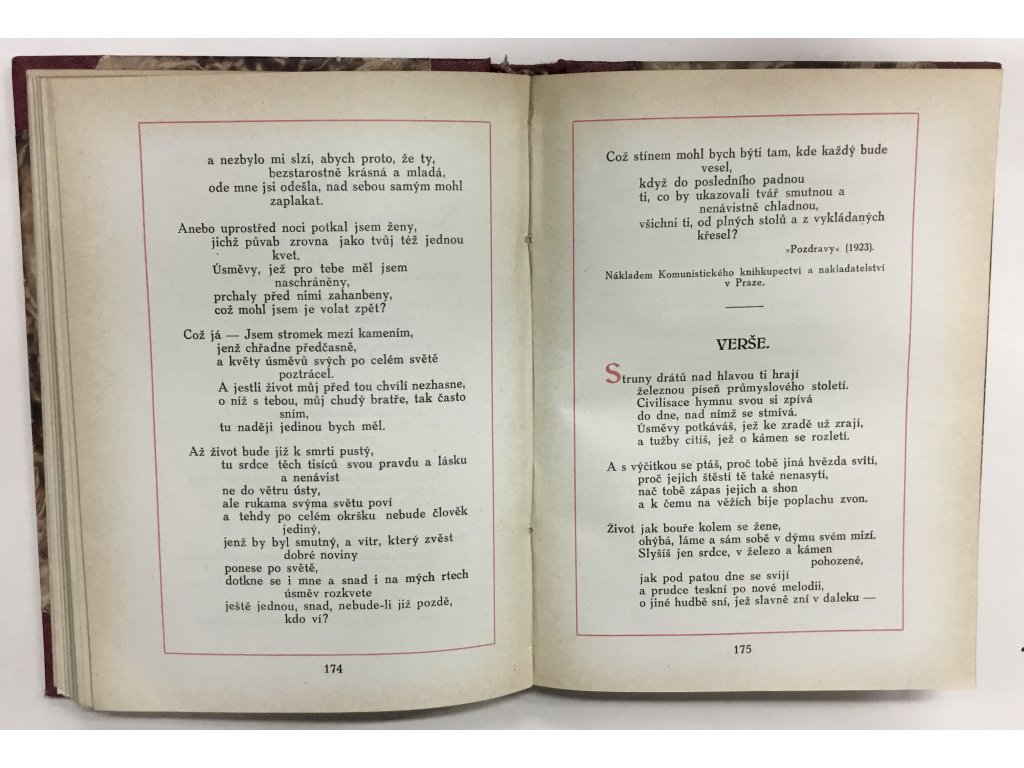 a nezbylo mi slzí, abych proto, že ty,
bezstarostně krásná a mladá,
ode mne jsi odešla, nad sebou samým mohl
zaplakat.
Anebo uprostřed noci potkal jsem ženy,
jichž půvab zrovna jako tvůj též jednou
kvet.
Úsměvy, jež pro tebe měl jsem
naschráněny,
prchaly před nimi zahanbeny,
což mohl jsem je volat zpět?
Což já — Jsem stromek mezi kamením,
jenž chřadne předčasně,
a květy úsměvů svých po celém světě
poztrácel.
A jestli život můj před tou chvílí nezhasne,
o níž s tebou, můj chudý bratře, tak často
sním,
tu naději jedinou bych měl.
Až život bude již k smrti pustý,
tu srdce těch tisíců svou pravdu a lásku
a nenávist
ne do větru ústy,
ale rukama svýma světu poví
a tehdy po celém okršku nebude člověk
jediný,
jenž by byl smutný, a vítr, který zvěst
dobré noviny
ponese po světě,
dotkne se i mne a snad i na mých rtech
úsměv rozkvete
ještě jednou, snad, nebude-li již pozdě,
kdo ví?
174
Což stínem mohl bych býti tam, kde každý bude
vesel,
když do posledního padnou
ti, co by ukazovali tvář smutnou a
nenávistně chladnou,
všichni ti, od plných stolů a z vykládaných
křesel?
»Pozdravy« (1923).
Nákladem Komunistického knihkupectví a nakladatelství
v Praze.
VERŠE.
Struny drátů nad hlavou ti hrají
železnou píseň průmyslového století.
Civilisace hymnu svou si zpívá
do dne, nad nímž se stmívá.
Úsměvy potkáváš, jež ke zradě už zrají,
a tužby cítíš, jež o kámen se rozletí.
A s výčitkou se ptáš, proč tobě jiná hvězda svítí,
proč jejich štěstí tě také nenasytí,
nač tobě zápas jejich a shon
a k čemu na věžích bije poplachu zvon.
Život jak bouře kolem se žene,
ohýbá, láme a sám sobě v dýmu svém mizí.
Slyšíš jen srdce, v železo a kámen
pohozené,
jak pod patou dne se svíjí
a prudce teskní po nové melodii,
o jiné hudbě sní, jež slavně zní v daleku —
175